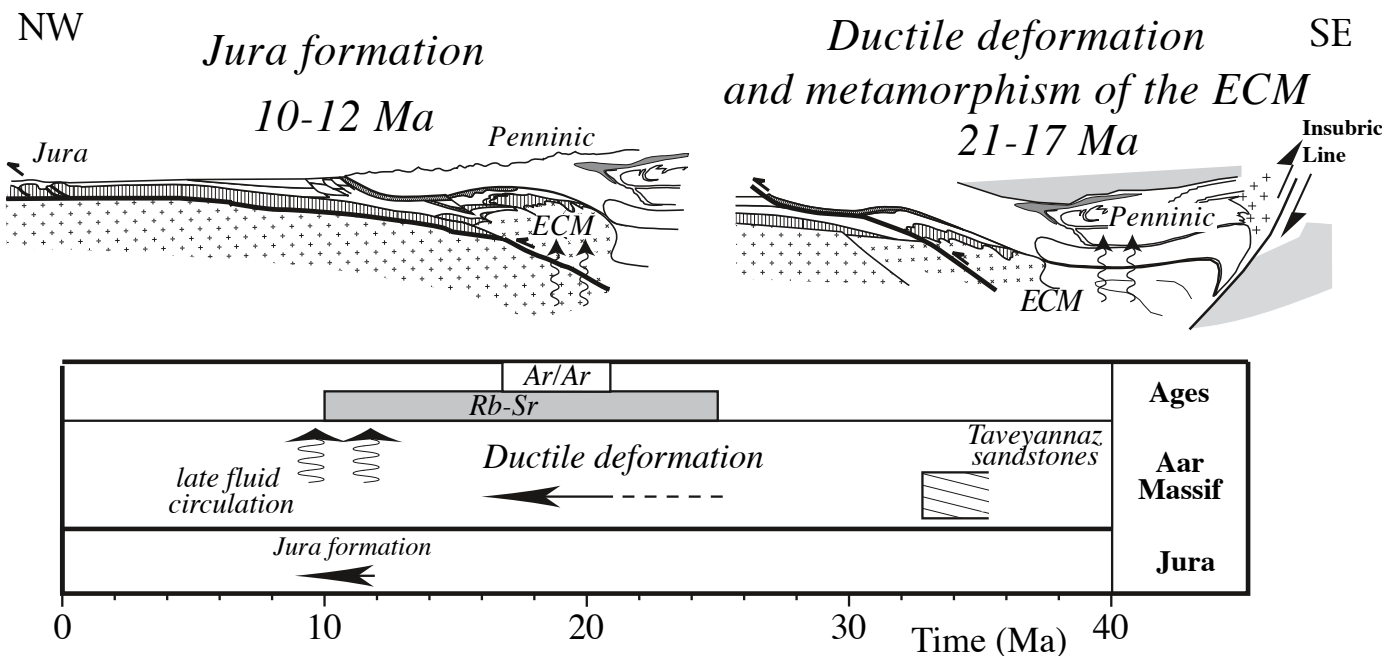 NW
Jura formation
10-12 Ma
Ductile deformation
and metamorphism of the ECM
21-17 Ma
SE
Jura
Penninic
ECM
Insubric
Line
Penninic
ECM
Ar/Ar
Rb-Sr
Ages
late fluid
circulation
Ductile deformation
Taveyannaz
sandstones
Aar
Massif
Jura formation
Jura
0
10
20
30
40
Time (Ma)